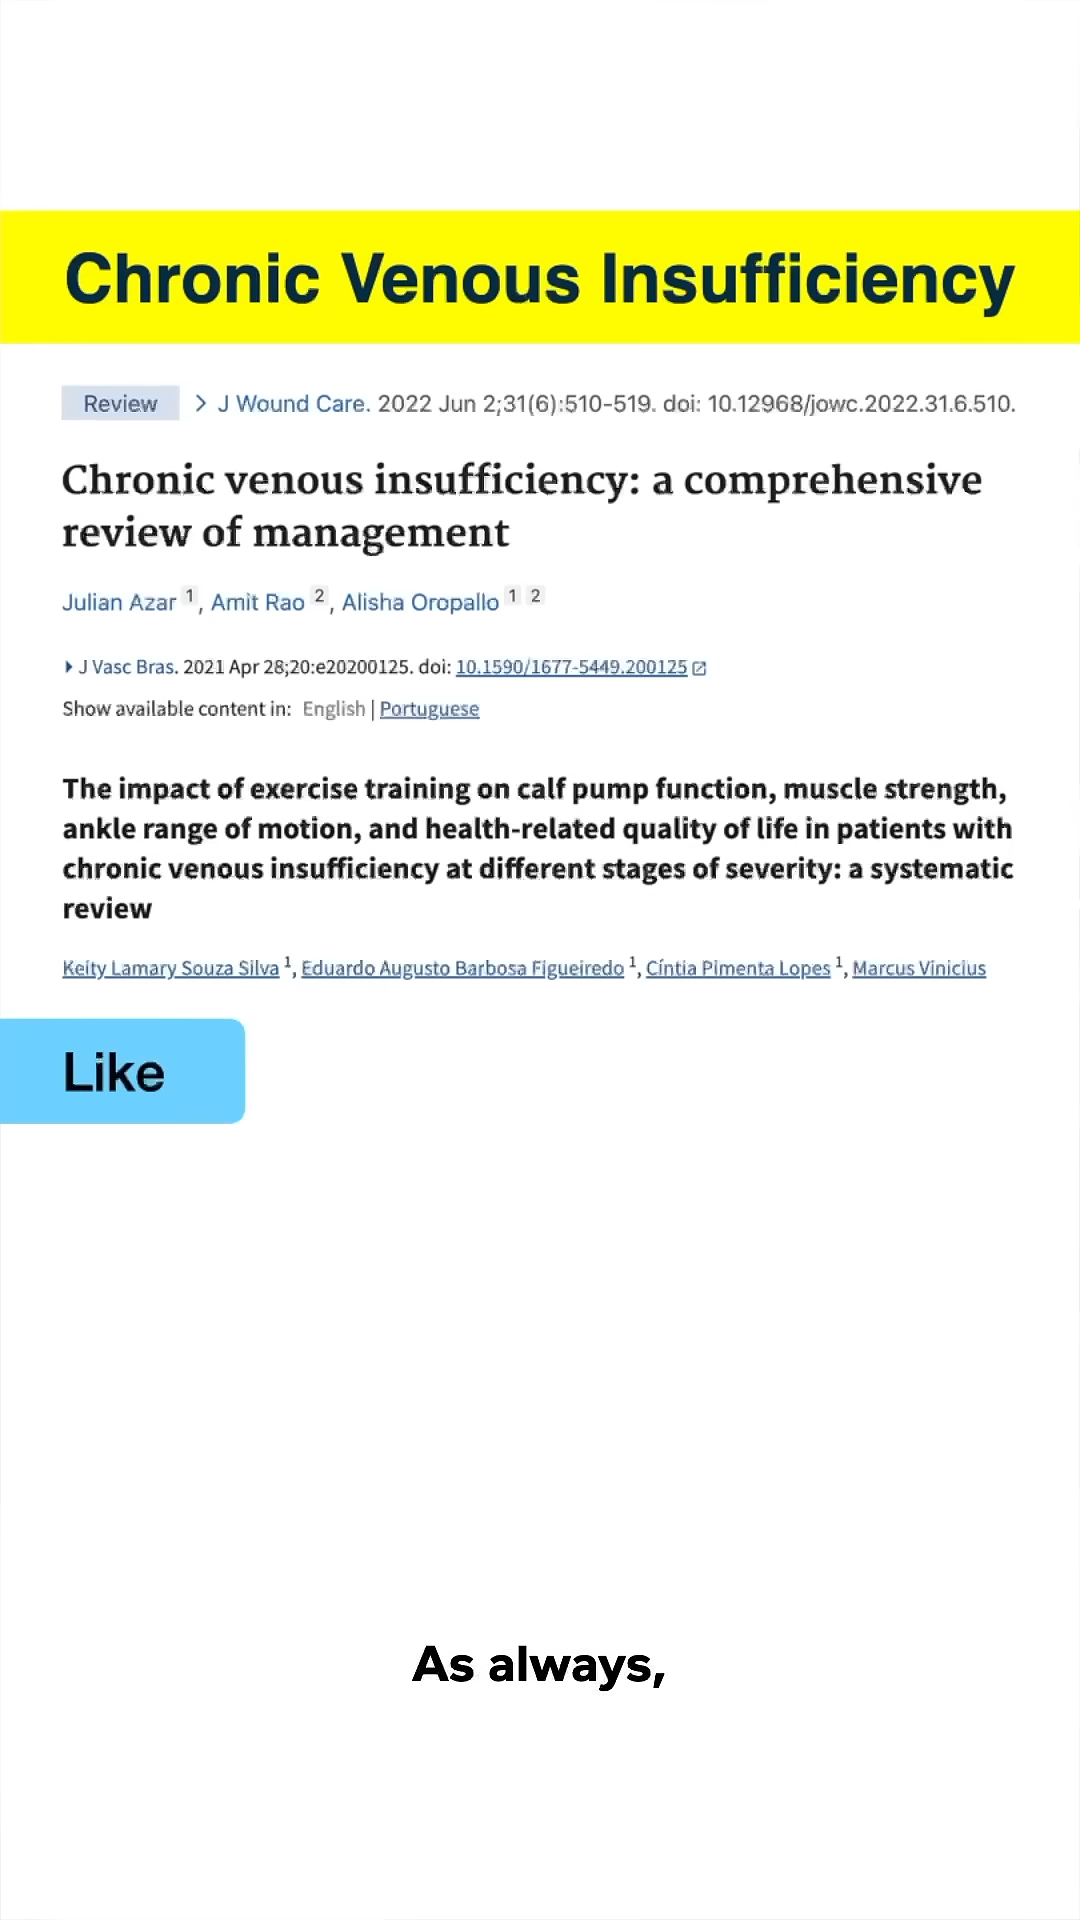 Chronic Venous Insufficiency
Review > J Wound Care. 2022 Jun 2;31(6):510-519. doi: 10.12968/jowc.2022.31.6.510.
Chronic venous insufficiency: a comprehensive
review of management
Julian Azar 1, Amit Rao 2, Alisha Oropallo 1 2
J Vasc Bras. 2021 Apr 28;20:e20200125. doi: 10.1590/1677-5449.200125
Show available content in: English | Portuguese
The impact of exercise training on calf pump function, muscle strength,
ankle range of motion, and health-related quality of life in patients with
chronic venous insufficiency at different stages of severity: a systematic
review
Keity Lamary Souza Silva 1, Eduardo Augusto Barbosa Figueiredo 1, Cíntia Pimenta Lopes 1, Marcus Vinicius
Like
As always,